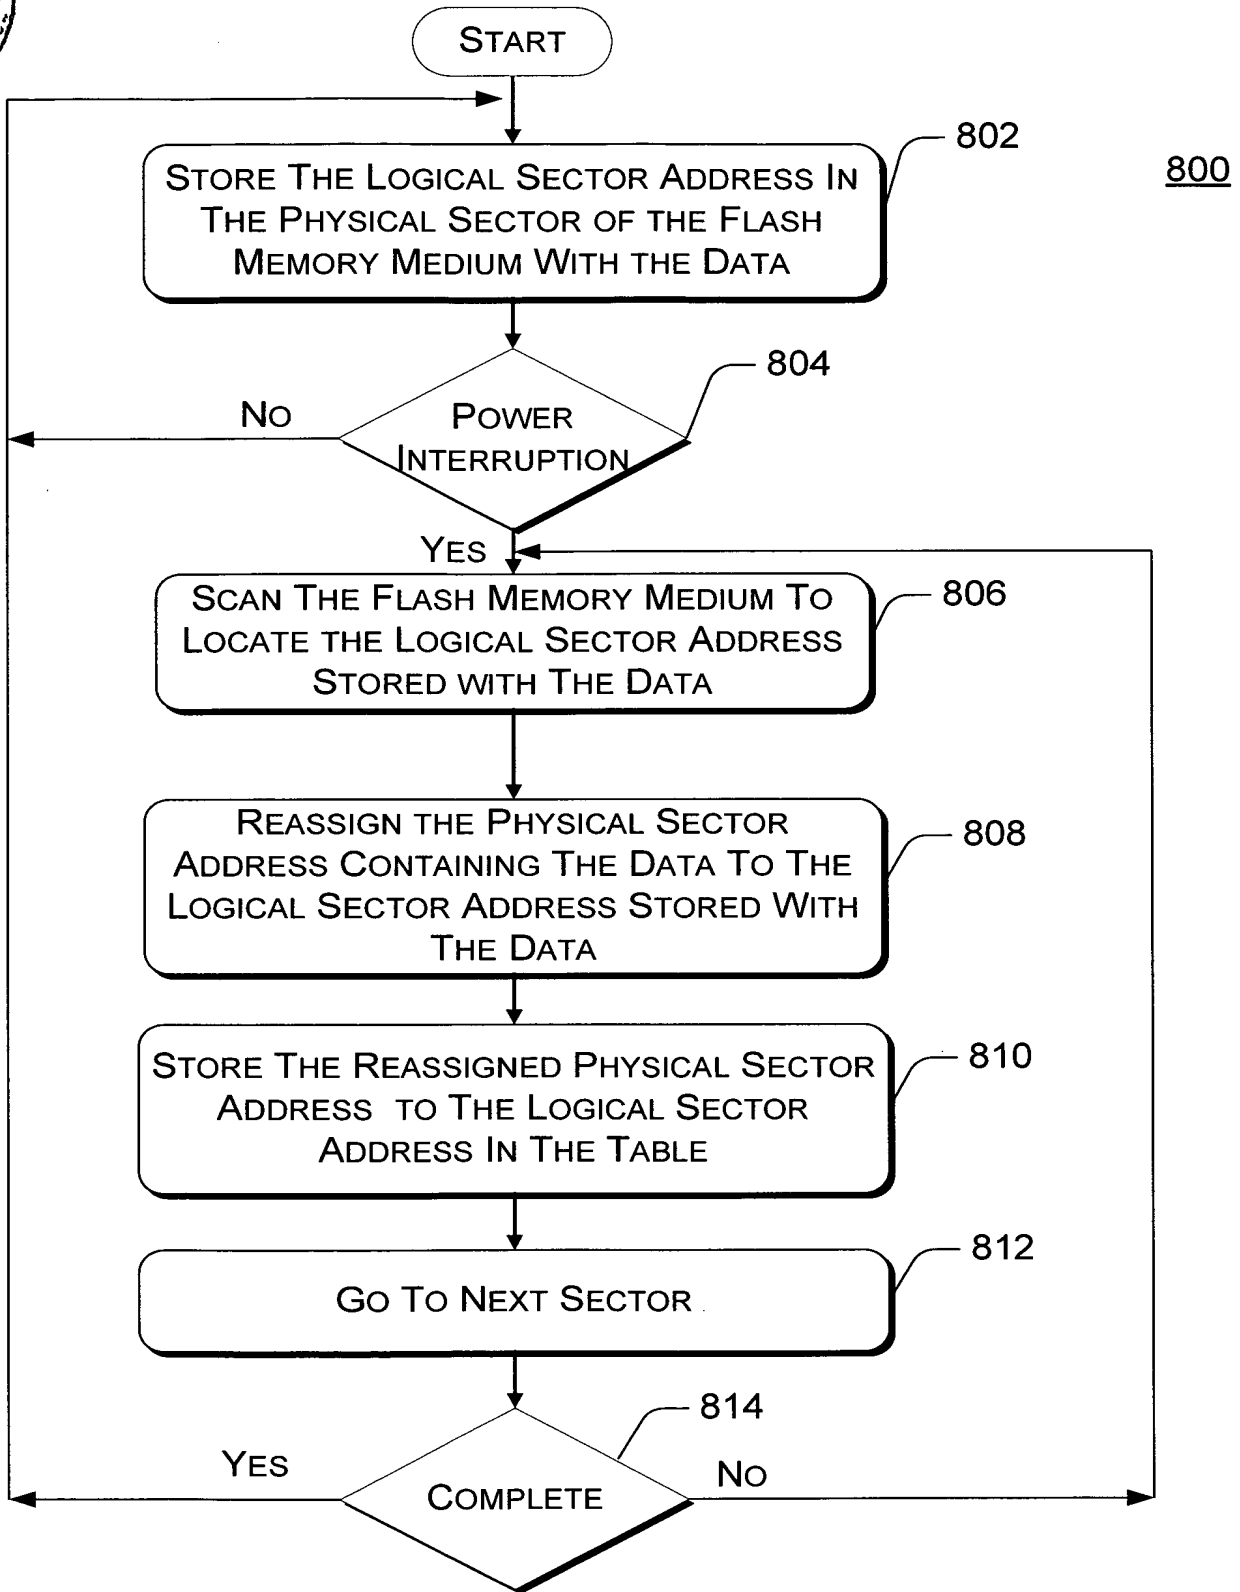 START
802
800
STORE THE LOGICAL SECTOR ADDRESS IN
THE PHYSICAL SECTOR OF THE FLASH
MEMORY MEDIUM WITH THE DATA
804
NO
POWER
INTERRUPTION
YES
806
SCAN THE FLASH MEMORY MEDIUM TO
LOCATE THE LOGICAL SECTOR ADDRESS
STORED WITH THE DATA
808
REASSIGN THE PHYSICAL SECTOR
ADDRESS CONTAINING THE DATA TO THE
LOGICAL SECTOR ADDRESS STORED WITH
THE DATA
810
STORE THE REASSIGNED PHYSICAL SECTOR
ADDRESS TO THE LOGICAL SECTOR
ADDRESS IN THE TABLE
812
GO TO NEXT SECTOR
814
YES
NO
COMPLETE